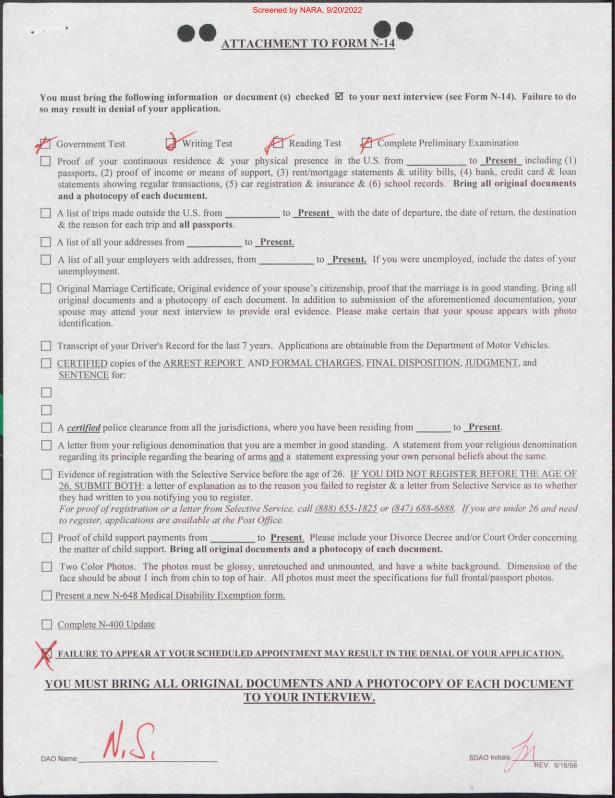 Screened by NARA, 9/20/2022
ATTACHMENT TO FORM N-14
You must bring the following information or document (s) checked ☑ to your next interview (see Form N-14). Failure to do
so may result in denial of your application.
Government Test Writing Test Reading Test Complete Preliminary Examination
Proof of your continuous residence & your physical presence in the U.S. from ____________ to Present including (1)
passports, (2) proof of income or means of support, (3) rent/mortgage statements & utility bills, (4) bank, credit card & loan
statements showing regular transactions, (5) car registration & insurance & (6) school records. Bring all original documents
and a photocopy of each document.
A list of trips made outside the U.S. from ___________ to Present with the date of departure, the date of return, the destination
& the reason for each trip and all passports.
A list of all your addresses from ___________ to Present.
A list of all your employers with addresses, from ___________ to Present. If you were unemployed, include the dates of your
unemployment.
Original Marriage Certificate, Original evidence of your spouse's citizenship, proof that the marriage is in good standing. Bring all
original documents and a photocopy of each document. In addition to submission of the aforementioned documentation, your
spouse may attend your next interview to provide oral evidence. Please make certain that your spouse appears with photo
identification.
Transcript of your Driver's Record for the last 7 years. Applications are obtainable from the Department of Motor Vehicles.
CERTIFIED copies of the ARREST REPORT AND FORMAL CHARGES, FINAL DISPOSITION, JUDGMENT, and
SENTENCE for:
A certified police clearance from all the jurisdictions, where you have been residing from _______ to Present.
A letter from your religious denomination that you are a member in good standing. A statement from your religious denomination
regarding its principle regarding the bearing of arms and a statement expressing your own personal beliefs about the same.
Evidence of registration with the Selective Service before the age of 26. IF YOU DID NOT REGISTER BEFORE THE AGE OF
26, SUBMIT BOTH: a letter of explanation as to the reason you failed to register & a letter from Selective Service as to whether
they had written to you notifying you to register.
For proof of registration or a letter from Selective Service, call (888) 655-1825 or (847) 688-6888. If you are under 26 and need
to register, applications are available at the Post Office.
Proof of child support payments from __________ to Present. Please include your Divorce Decree and/or Court Order concerning
the matter of child support. Bring all original documents and a photocopy of each document.
Two Color Photos. The photos must be glossy, unretouched and unmounted, and have a white background. Dimension of the
face should be about 1 inch from chin to top of hair. All photos must meet the specifications for full frontal/passport photos.
Present a new N-648 Medical Disability Exemption form.
Complete N-400 Update
FAILURE TO APPEAR AT YOUR SCHEDULED APPOINTMENT MAY RESULT IN THE DENIAL OF YOUR APPLICATION.
YOU MUST BRING ALL ORIGINAL DOCUMENTS AND A PHOTOCOPY OF EACH DOCUMENT
TO YOUR INTERVIEW.
DAO Name: N.S. SDAO Initials
REV. 9/16/98